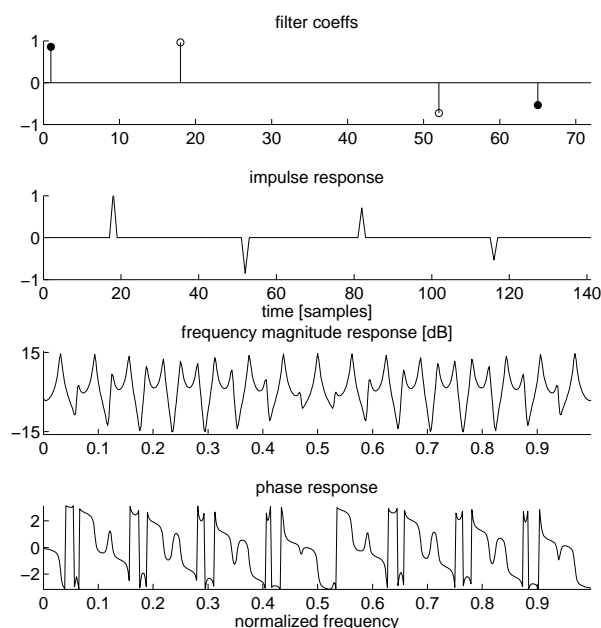 filter coeffs
1
0
−1
0 10 20 30 40 50 60 70
impulse response
1
0
−1
0 20 40 60 80 100 120 140
time [samples]
frequency magnitude response [dB]
15
−15
0 0.1 0.2 0.3 0.4 0.5 0.6 0.7 0.8 0.9
phase response
2
0
−2
0 0.1 0.2 0.3 0.4 0.5 0.6 0.7 0.8 0.9
normalized frequency